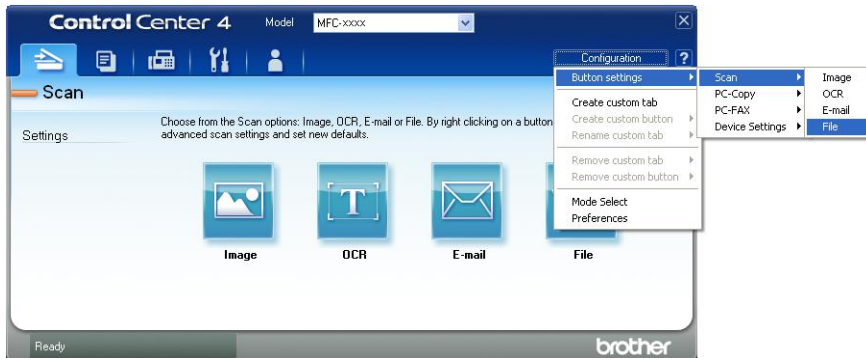 Control Center 4 Model MFC-xxxx
Configuration ?
Scan
Settings
Choose from the Scan options: Image, OCR, E-mail or File. By right clicking on a button
advanced scan settings and set new defaults.
Image
OCR
E-mail
File
Button settings
Create custom tab
Create custom button
Rename custom tab
Remove custom tab
Remove custom button
Mode Select
Preferences
Scan
PC-Copy
PC-FAX
Device Settings
Image
OCR
E-mail
File
T
Ready
brother